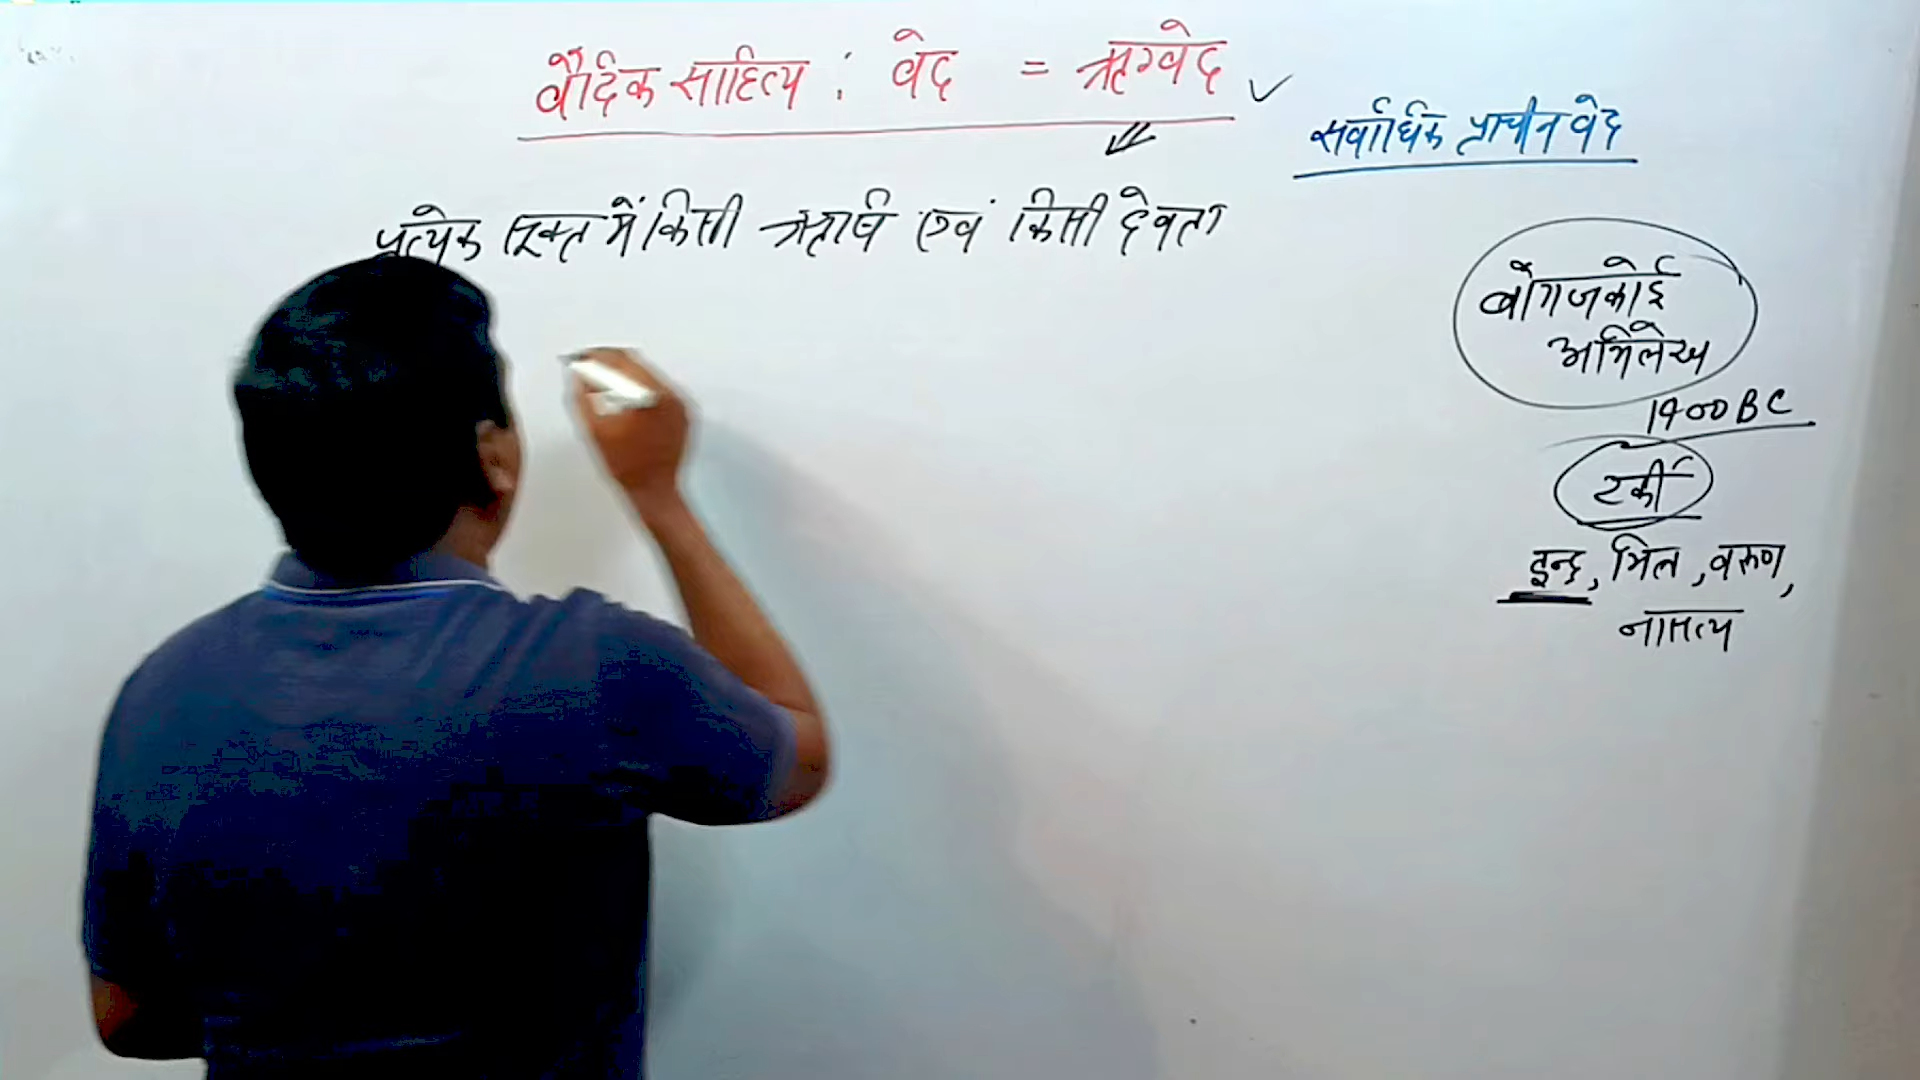 वैदिक साहित्य : वेद = ऋग्वेद ✓
सर्वाधिक प्राचीन वेद
प्रत्येक सूक्त में किसी ऋषि एवं किसी देवता
बोगजकोई
अभिलेख
1400 BC
टर्की
इन्द्र, मित्र, वरुण,
नासत्य